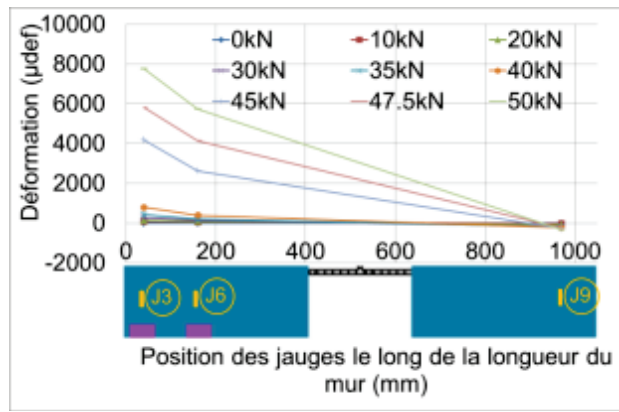 10000
8000
6000
4000
2000
0
-2000
Déformation (µdef)
0kN 10kN 20kN
30kN 35kN 40kN
45kN 47.5kN 50kN
0 200 400 600 800 1000
J3 J6 J9
Position des jauges le long de la longueur du
mur (mm)